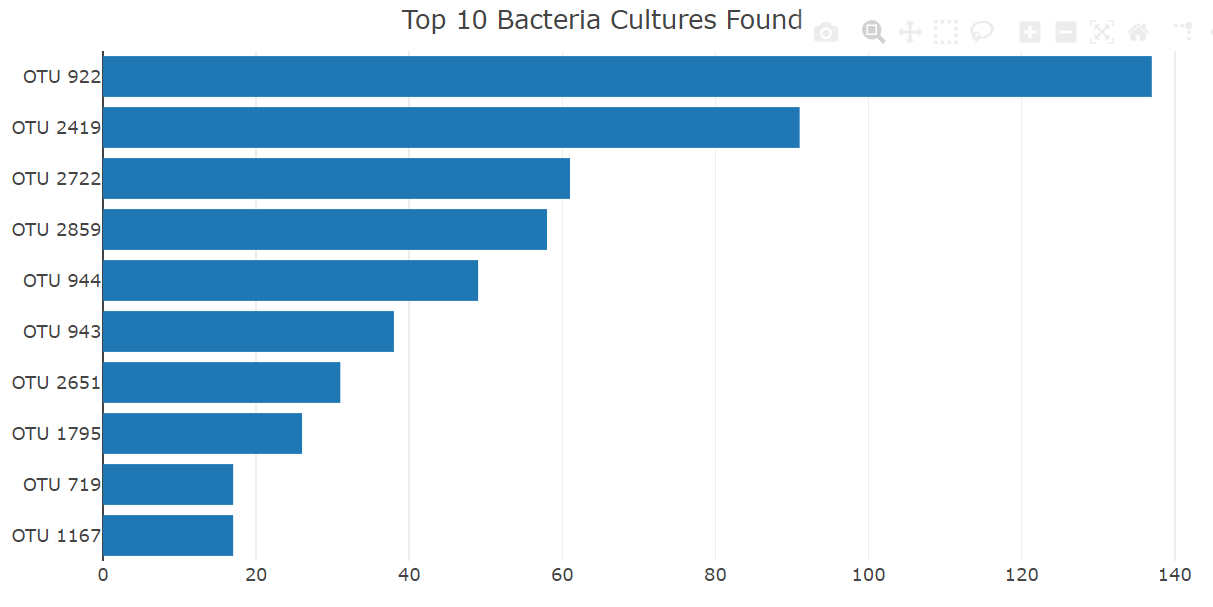 Top 10 Bacteria Cultures Found
OTU 922
OTU 2419
OTU 2722
OTU 2859
OTU 944
OTU 943
OTU 2651
OTU 1795
OTU 719
OTU 1167
0 20 40 60 80 100 120 140